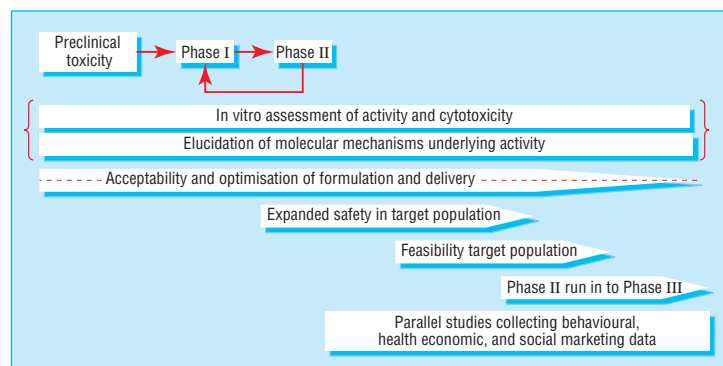 Preclinical
toxicity
Phase I
Phase II
In vitro assessment of activity and cytotoxicity
Elucidation of molecular mechanisms underlying activity
Acceptability and optimisation of formulation and delivery
Expanded safety in target population
Feasibility target population
Phase II run in to Phase III
Parallel studies collecting behavioural,
health economic, and social marketing data